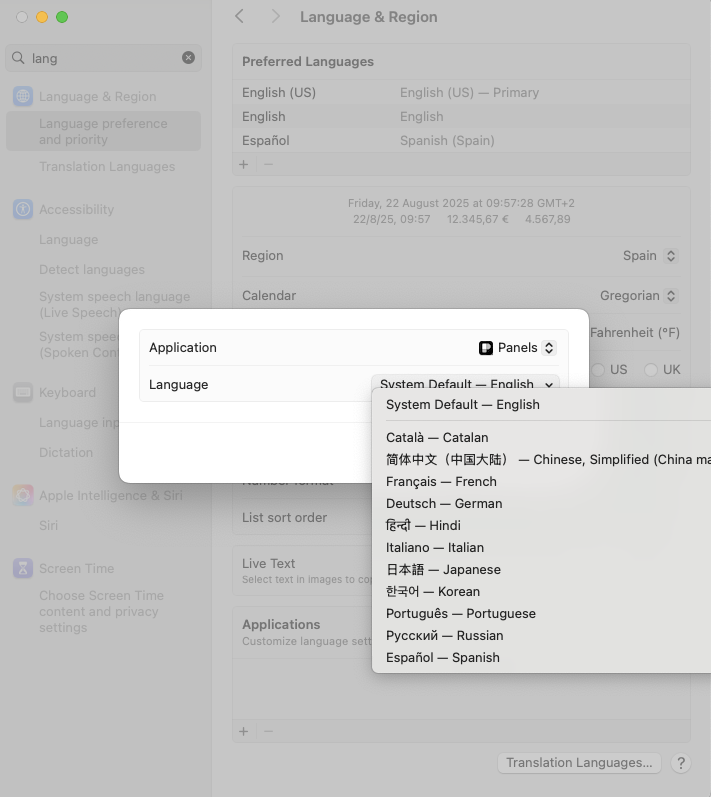 Language & Region
lang
Language & Region
Language preference
and priority
Translation Languages
Accessibility
Language
Detect languages
System speech language
(Live Speech)
System spee
(Spoken Con
Keyboard
Language inp
Dictation
Apple Intelligence & Siri
Siri
Screen Time
Choose Screen Time
content and privacy
settings
Preferred Languages
English (US) English (US) — Primary
English English
Español Spanish (Spain)
+ −
Friday, 22 August 2025 at 09:57:28 GMT+2
22/8/25, 09:57 12.345,67 € 4.567,89
Region Spain
Calendar Gregorian
Fahrenheit (°F)
US UK
Application Panels
Language System Default — English
System Default — English
Català — Catalan
简体中文（中国大陆） — Chinese, Simplified (China ma
Français — French
Deutsch — German
हिन्दी — Hindi
Italiano — Italian
日本語 — Japanese
한국어 — Korean
Português — Portuguese
Русский — Russian
Español — Spanish
Number format
List sort order
Live Text
Select text in images to cop
Applications
Customize language sett
+ −
Translation Languages... ?